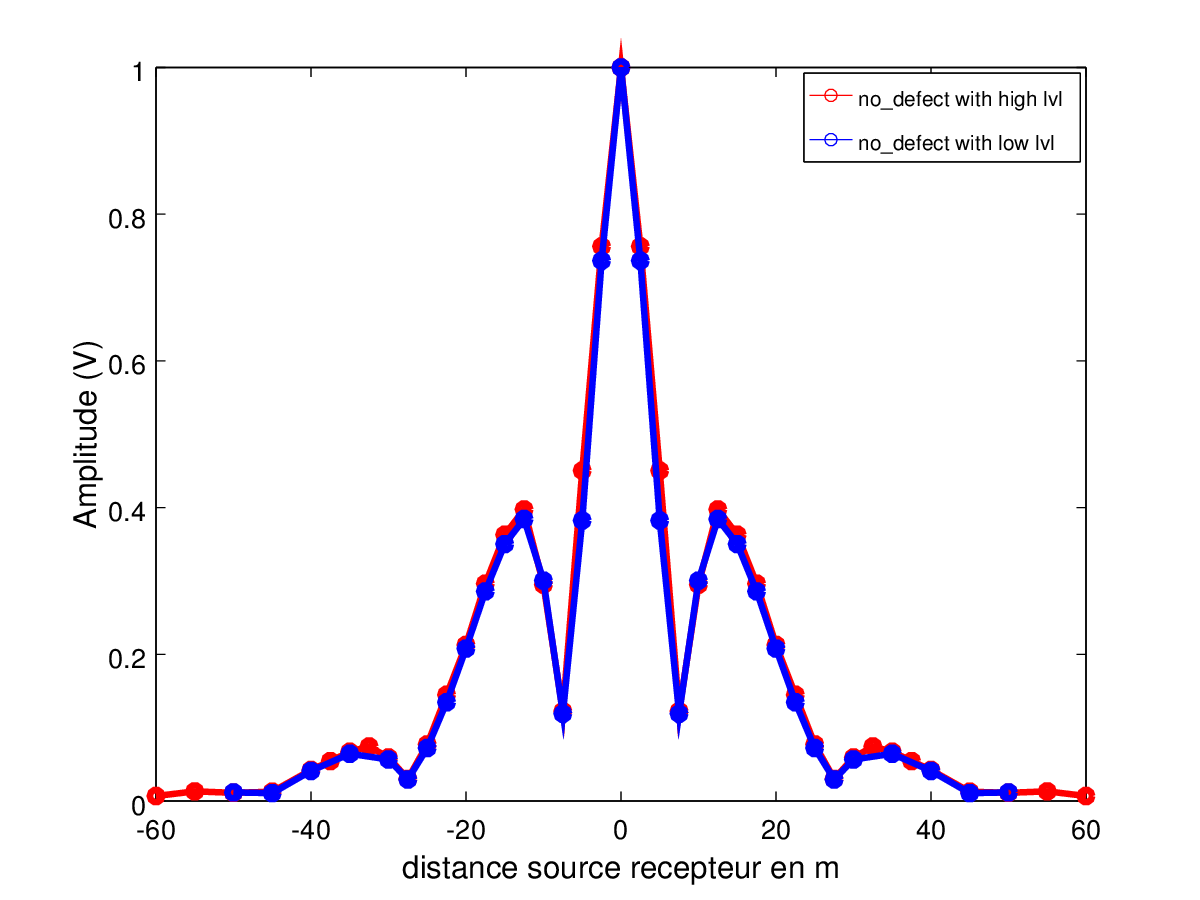 no_defect with high lvl
no_defect with low lvl
1
0.8
0.6
0.4
0.2
0
Amplitude (V)
-60 -40 -20 0 20 40 60
distance source recepteur en m